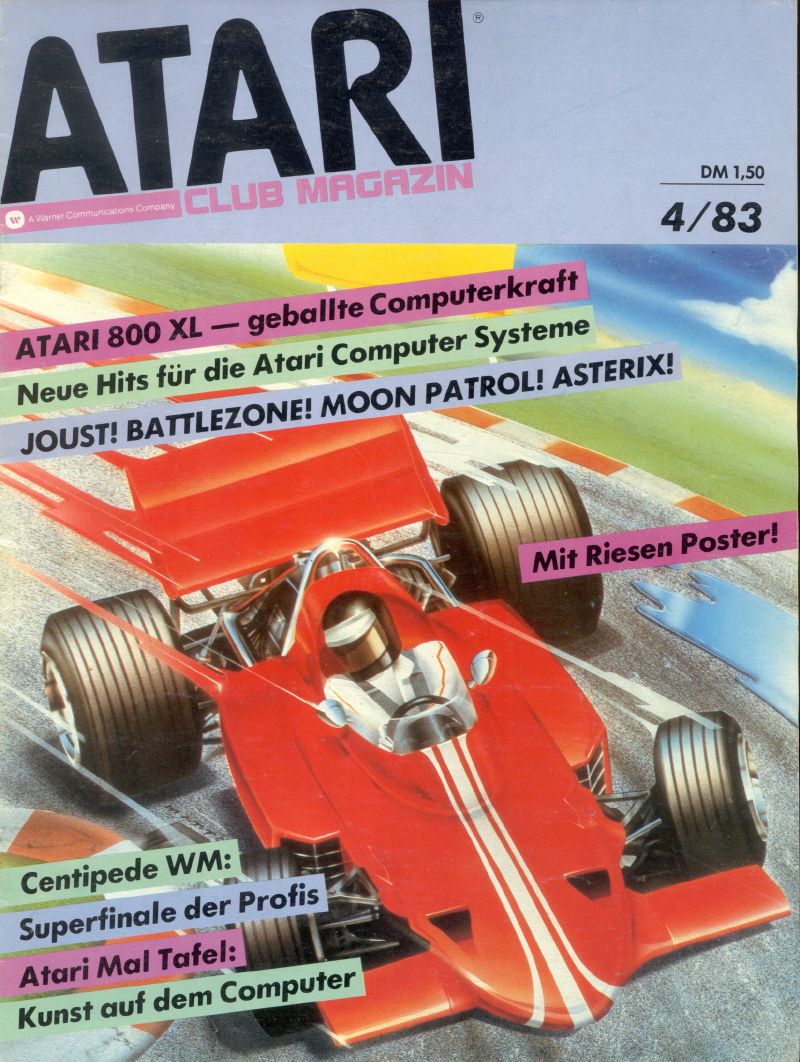 ATARI®
CLUB MAGAZIN
A Warner Communications Company
DM 1,50
4/83
ATARI 800 XL — geballte Computerkraft
Neue Hits für die Atari Computer Systeme
JOUST! BATTLEZONE! MOON PATROL! ASTERIX!
Mit Riesen Poster!
Centipede WM:
Superfinale der Profis
Atari Mal Tafel:
Kunst auf dem Computer